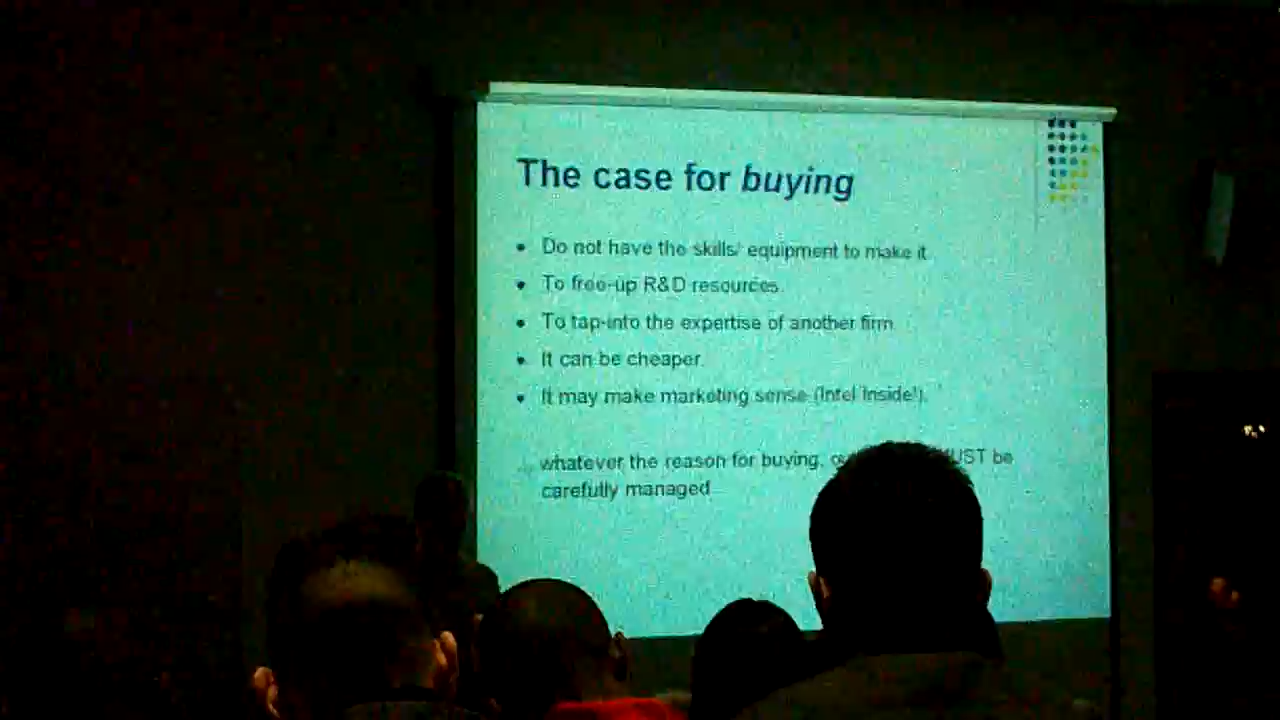 The case for buying
• Do not have the skills/ equipment to make it.
• To free-up R&D resources.
• To tap-into the expertise of another firm.
• It can be cheaper.
• It may make marketing sense ('Intel Inside').
... whatever the reason for buying, MUST be
carefully managed.